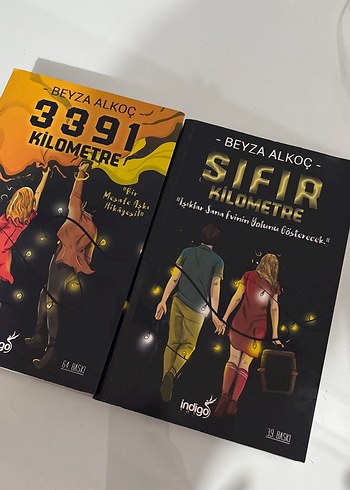 - BEYZA ALKOÇ -
3391
KİLOMETRE
"Bir
Mesafe Aşkı
Hikâyesi"
indigo
64. BASKI
- BEYZA ALKOÇ -
SIFIR
KİLOMETRE
"Işıklar Sana Evinin Yolunu Gösterecek."
indigo
39. BASKI